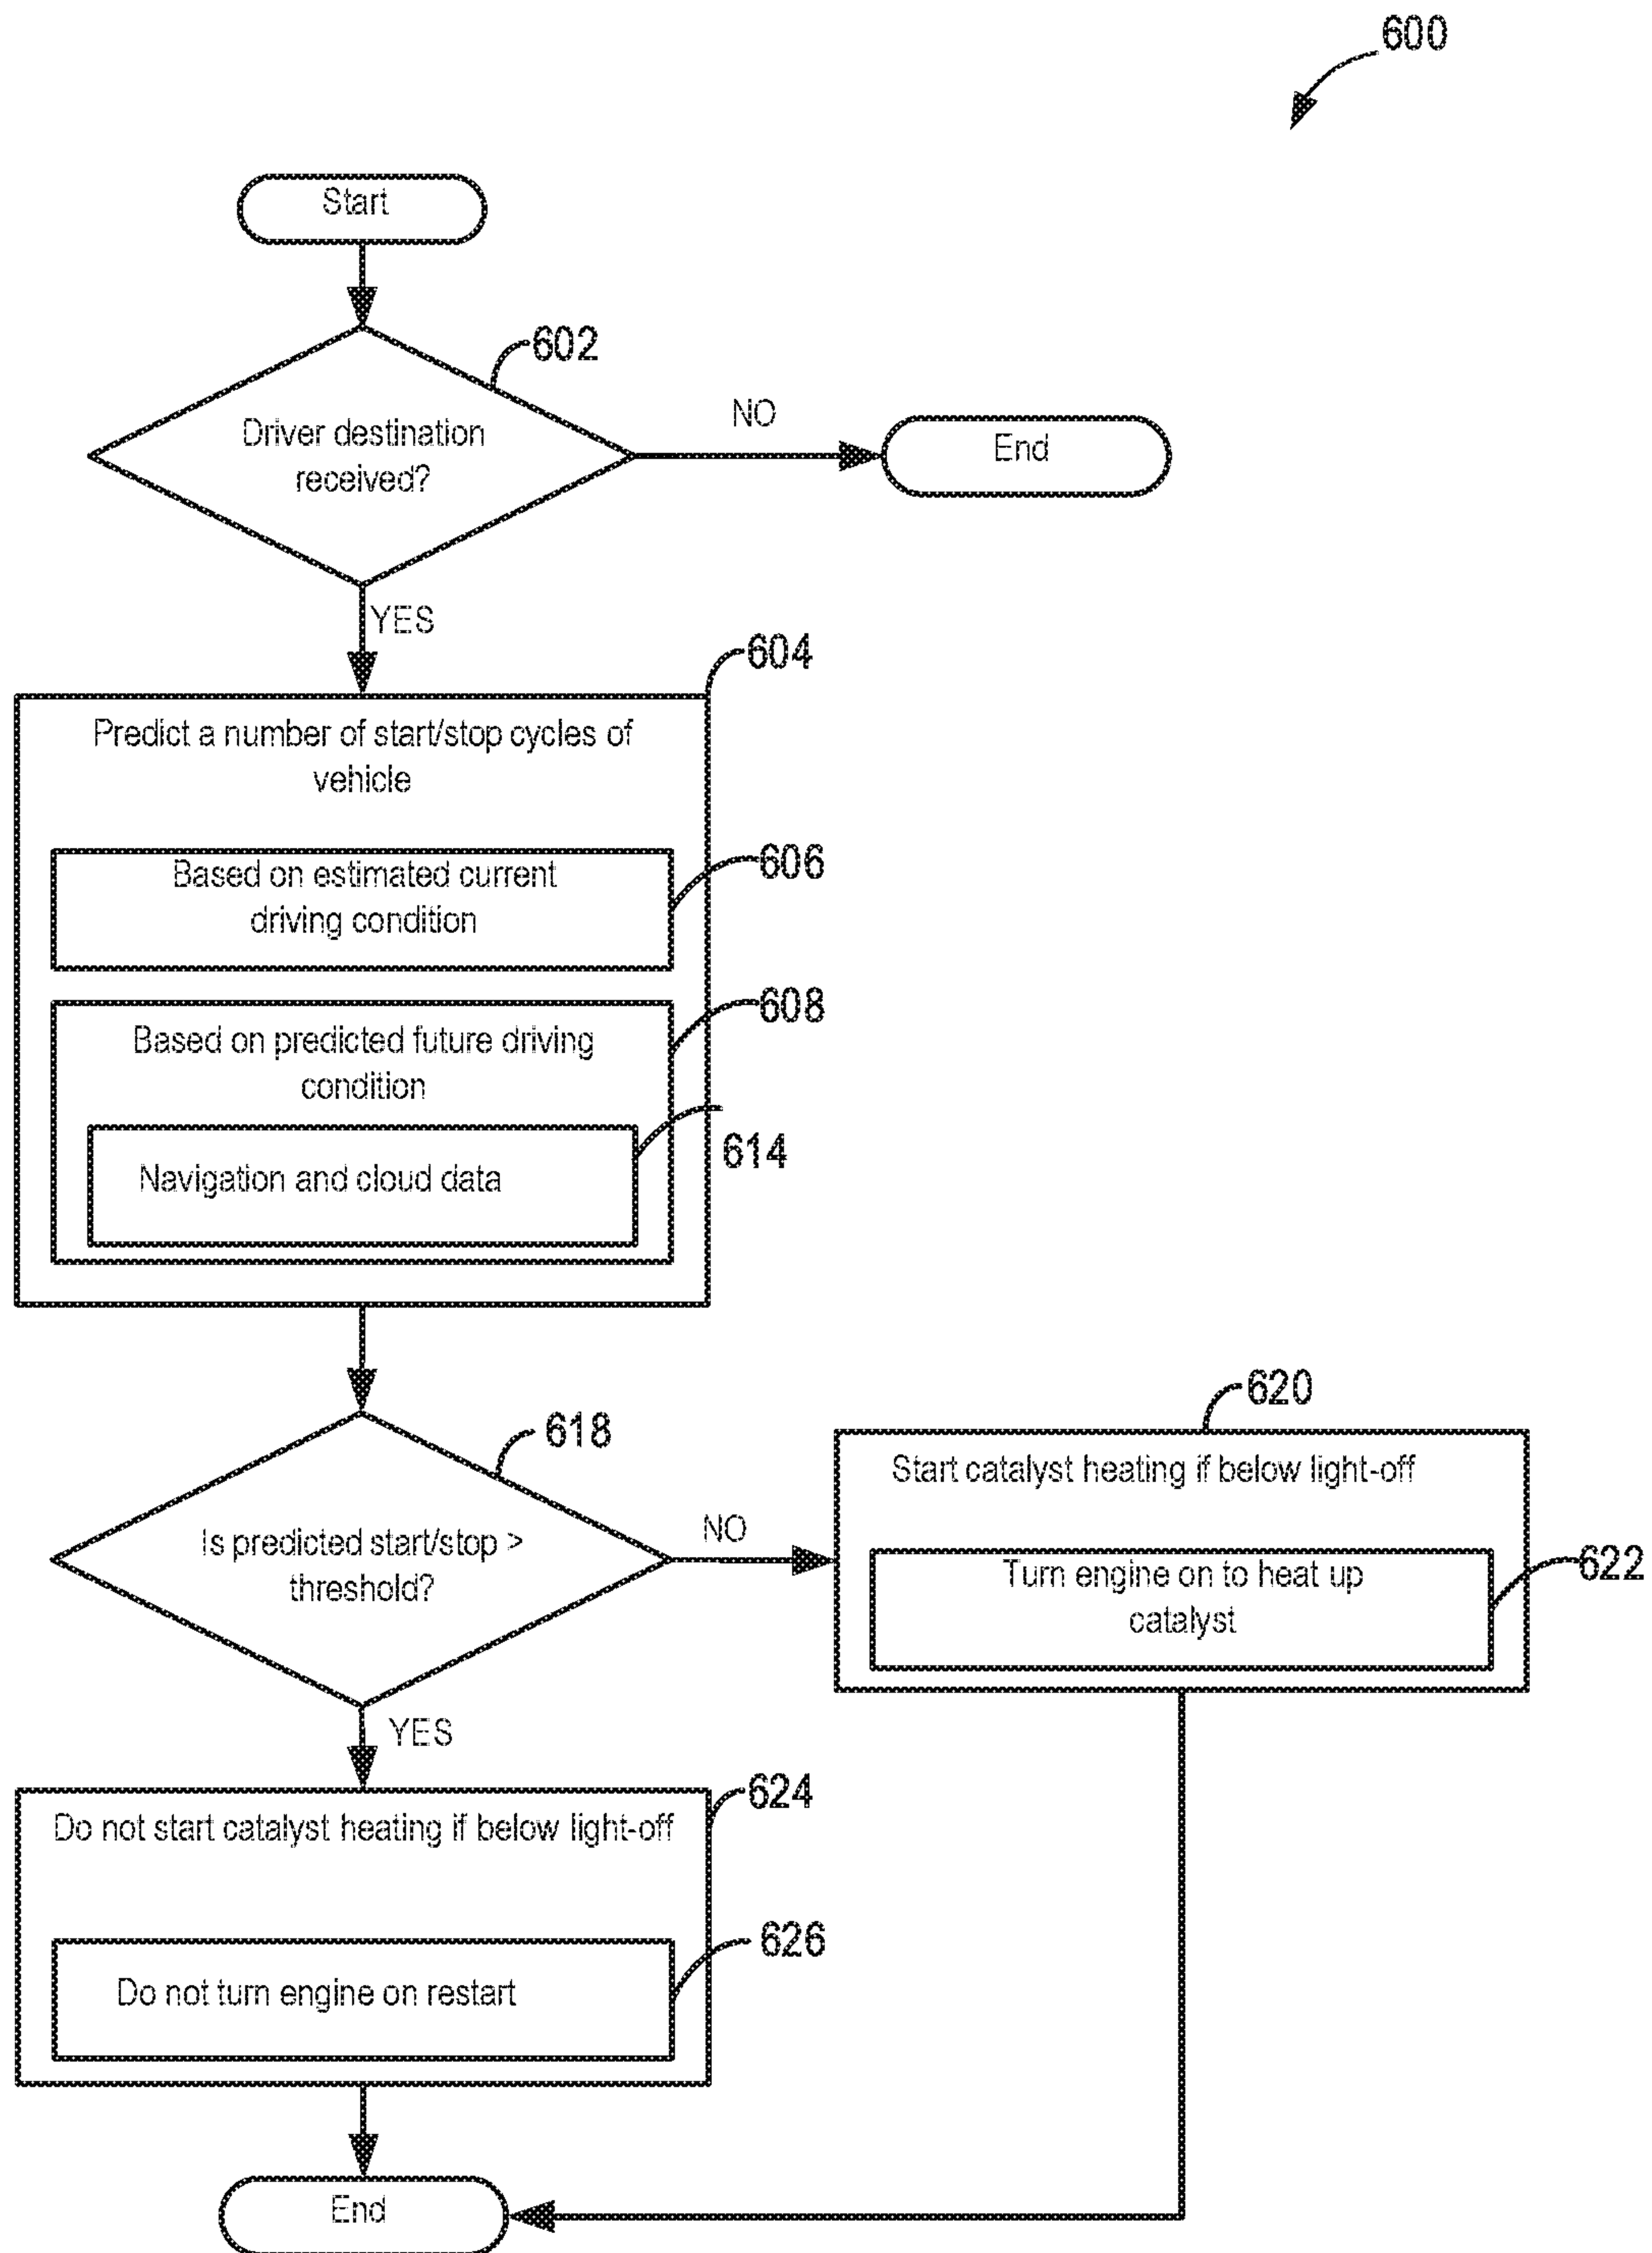 600
Start
602
Driver destination
received?
NO
End
YES
604
Predict a number of start/stop cycles of
vehicle
606
Based on estimated current
driving condition
608
Based on predicted future driving
condition
614
Navigation and cloud data
618
Is predicted start/stop >
threshold?
NO
620
Start catalyst heating if below light-off
622
Turn engine on to heat up
catalyst
YES
624
Do not start catalyst heating if below light-off
626
Do not turn engine on restart
End